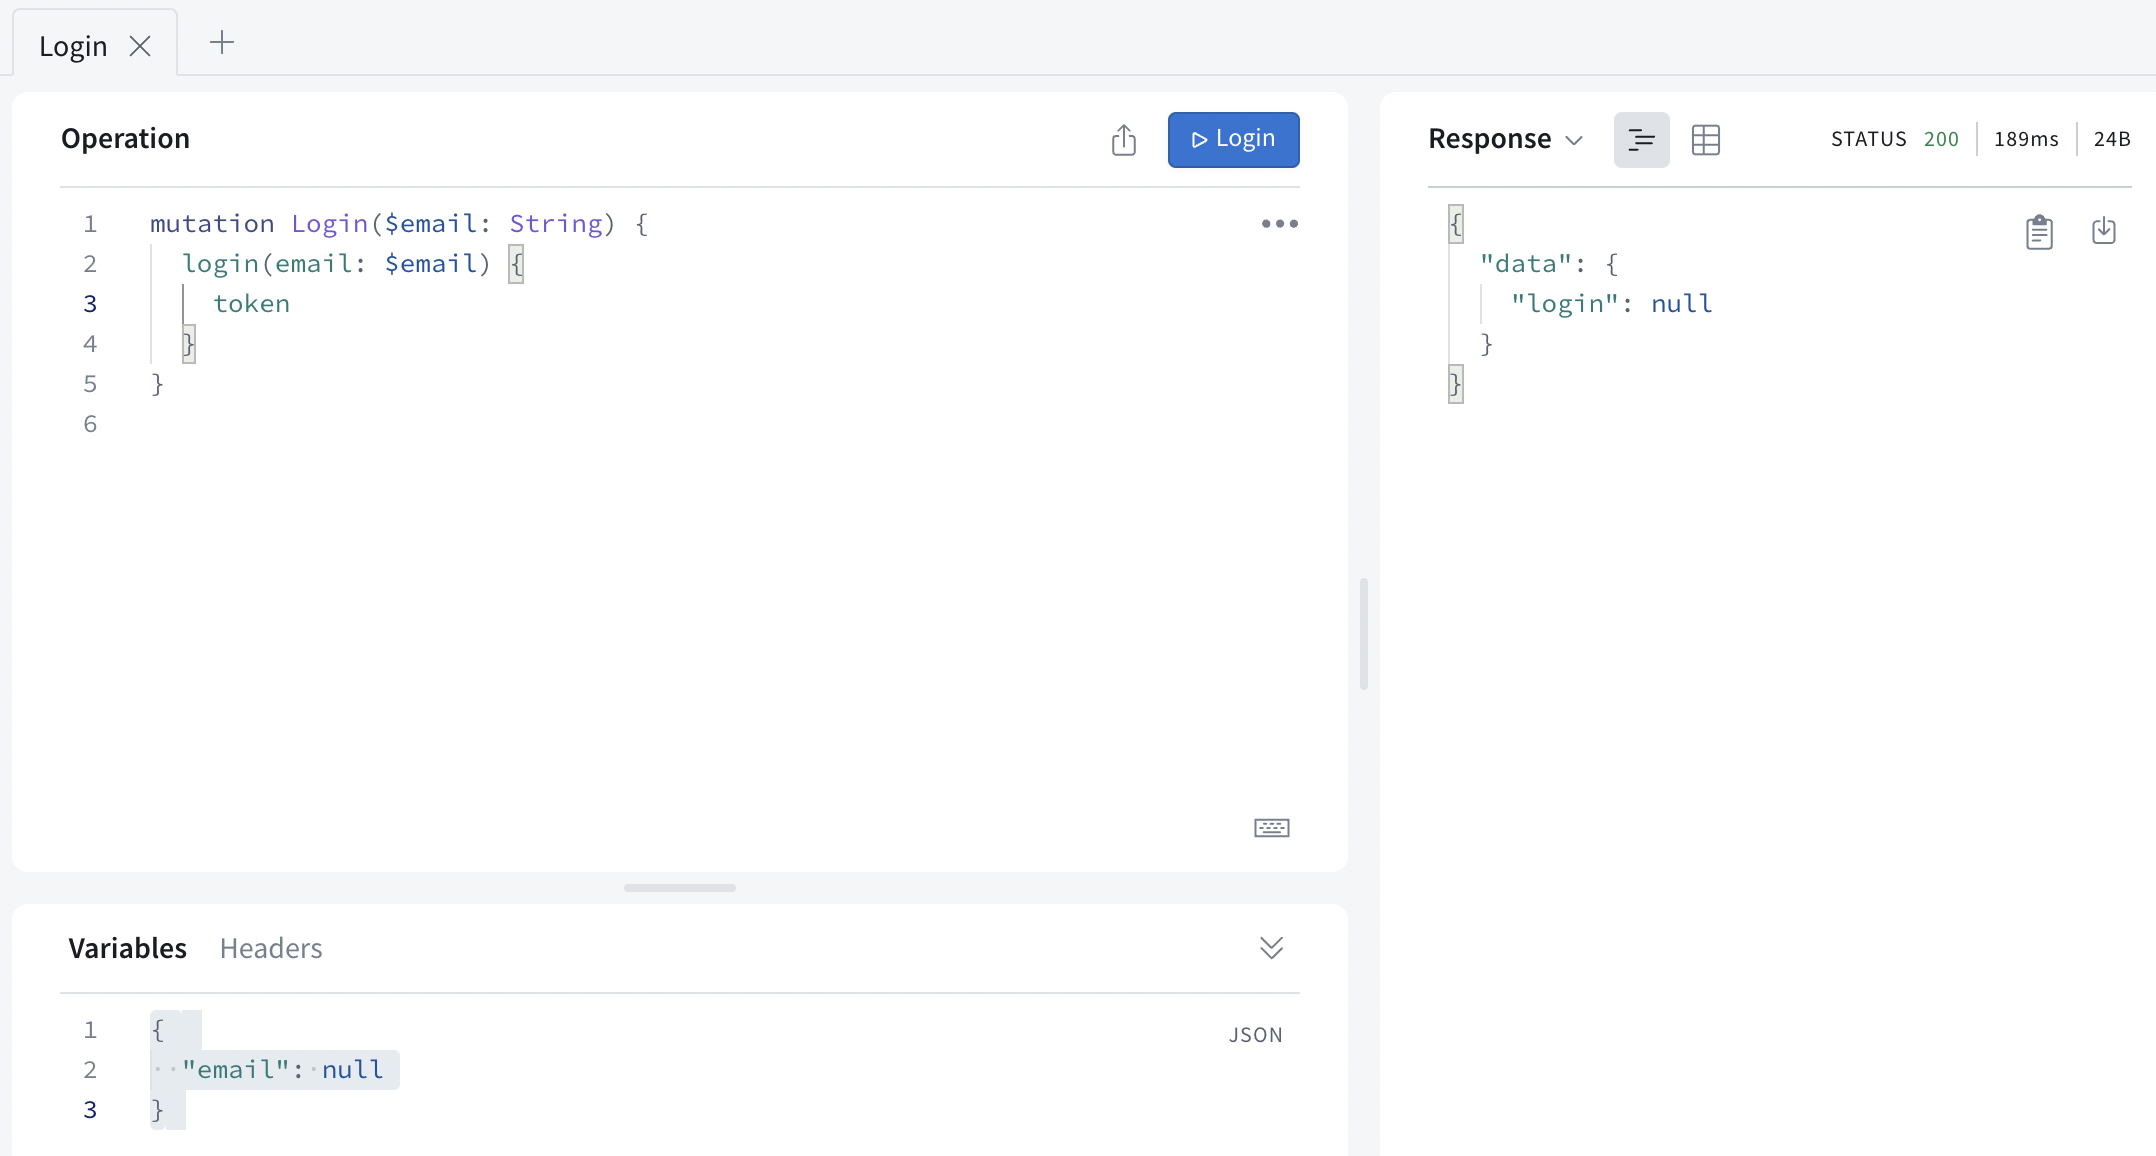 Login
Operation
Login
1 mutation Login($email: String) {
2 login(email: $email) {
3 token
4 }
5 }
6
Variables Headers
JSON
1 {
2 ··"email":·null
3 }
Response
STATUS 200 189ms 24B
{
"data": {
"login": null
}
}